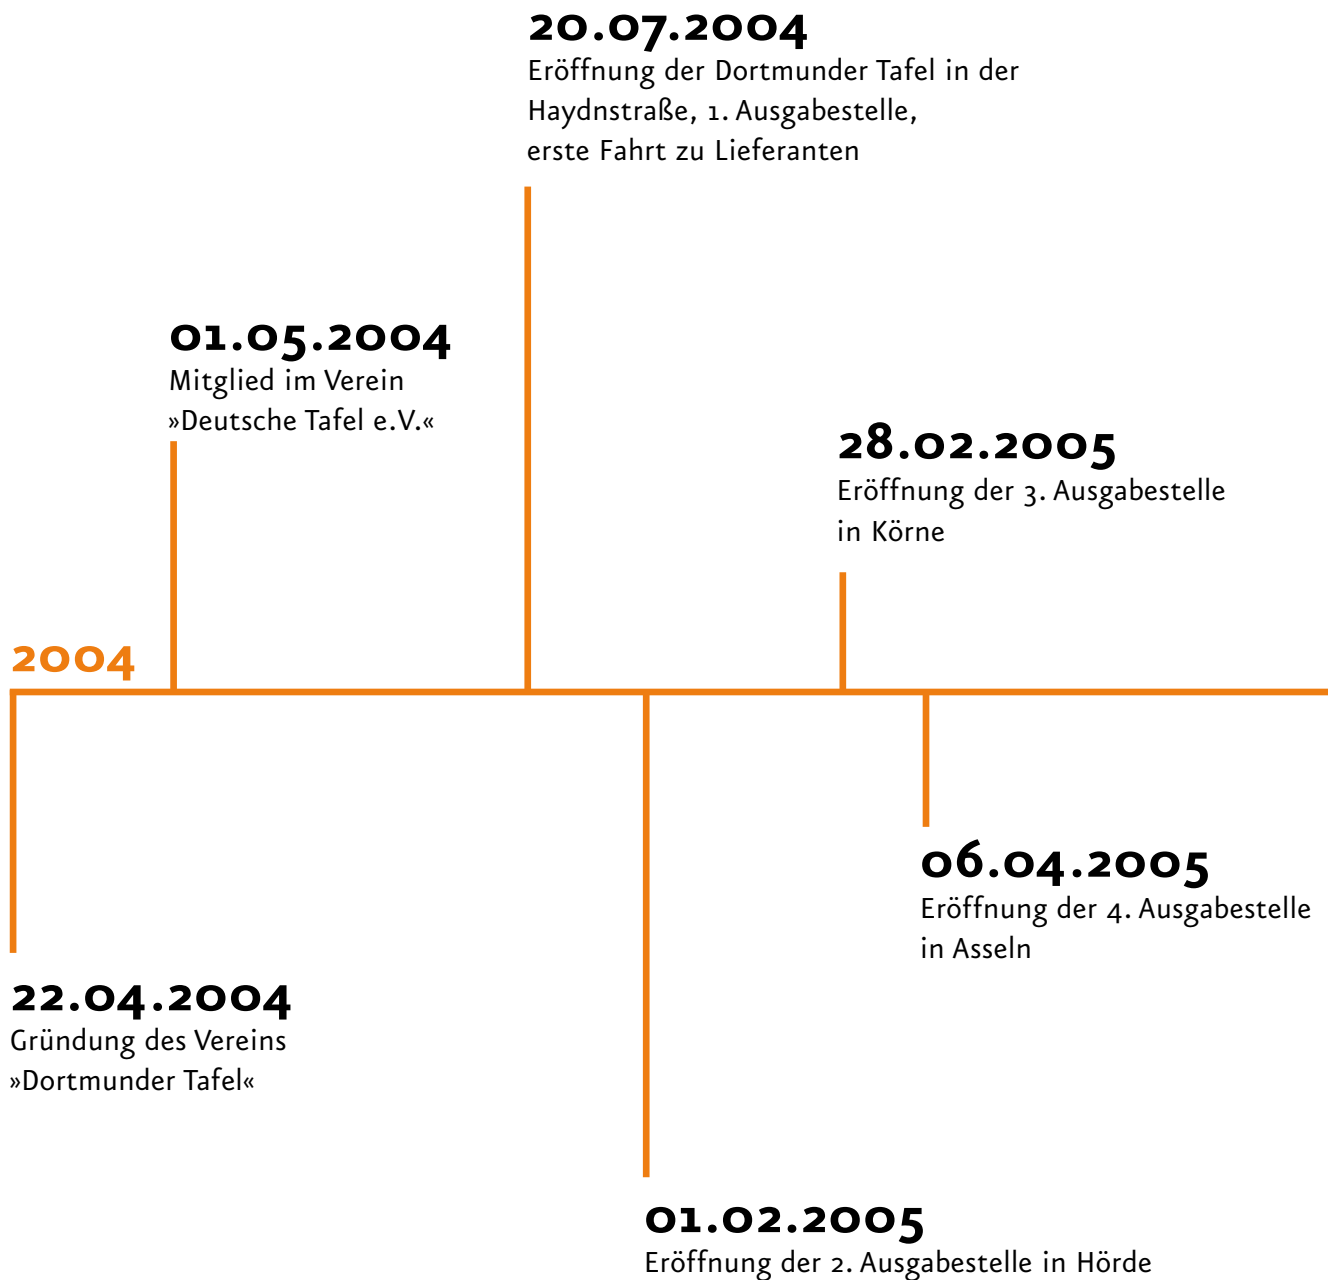 20.07.2004
Eröffnung der Dortmunder Tafel in der
Haydnstraße, 1. Ausgabestelle,
erste Fahrt zu Lieferanten
01.05.2004
Mitglied im Verein
»Deutsche Tafel e.V.«
28.02.2005
Eröffnung der 3. Ausgabestelle
in Körne
2004
06.04.2005
Eröffnung der 4. Ausgabestelle
in Asseln
22.04.2004
Gründung des Vereins
»Dortmunder Tafel«
01.02.2005
Eröffnung der 2. Ausgabestelle in Hörde